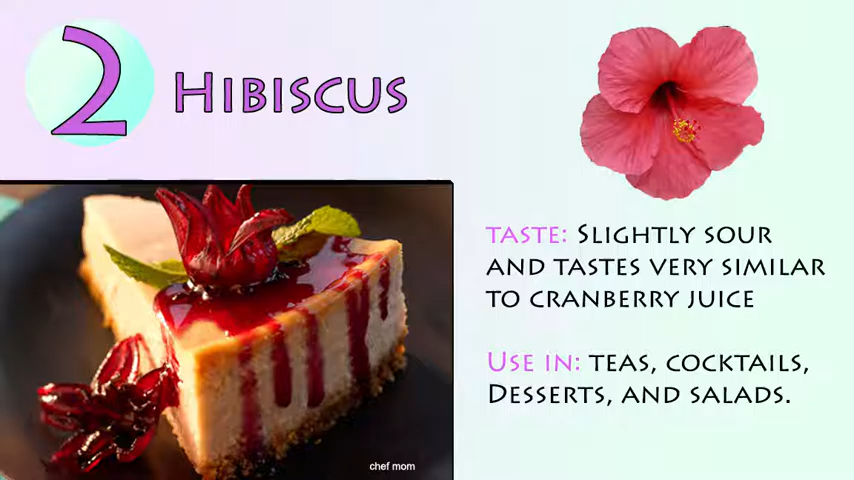 2 Hibiscus
TASTE: Slightly sour
and tastes very similar
to cranberry juice
Use in: teas, cocktails,
Desserts, and salads.
chef mom